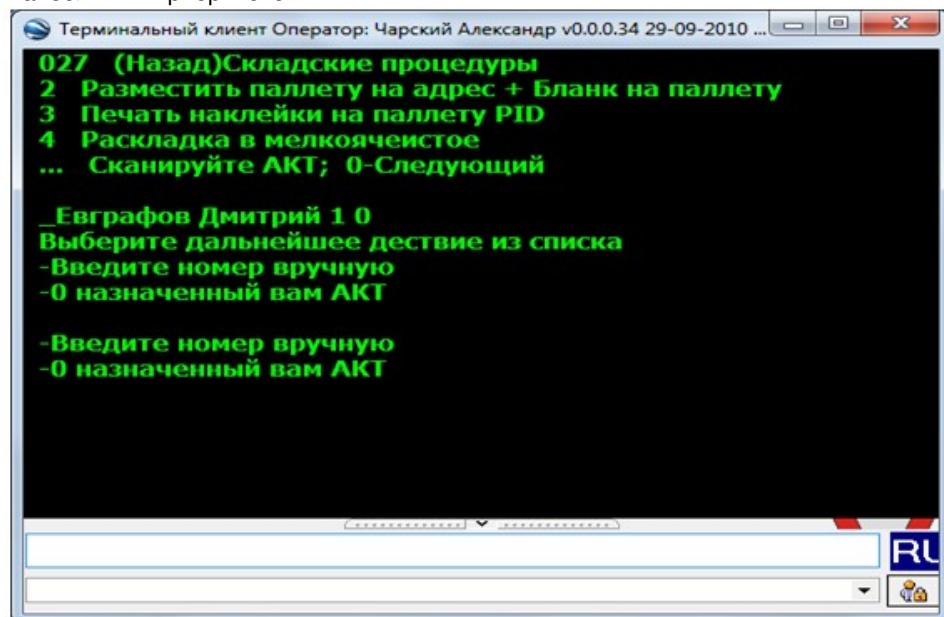 Терминальный клиент Оператор: Чарский Александр v0.0.0.34 29-09-2010 ...
027 (Назад)Складские процедуры
2 Разместить паллету на адрес + Бланк на паллету
3 Печать наклейки на паллету PID
4 Раскладка в мелкоячеистое
... Сканируйте АКТ; 0-Следующий
_Евграфов Дмитрий 1 0
Выберите дальнейшее дествие из списка
-Введите номер вручную
-0 назначенный вам АКТ
-Введите номер вручную
-0 назначенный вам АКТ
RU